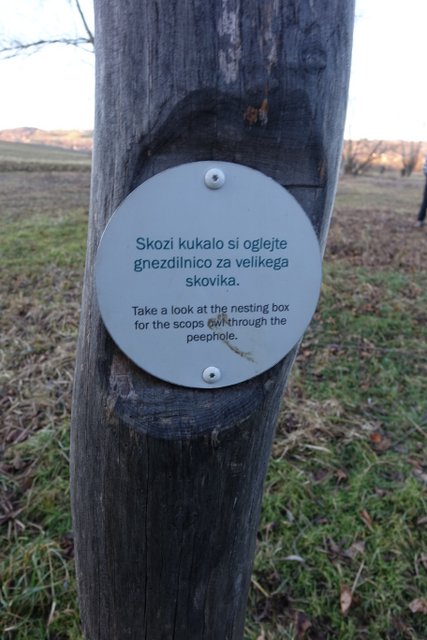 Skozi kukalo si oglejte
gnezdilnico za velikega
skovika.
Take a look at the nesting box
for the scops owl through the
peephole.